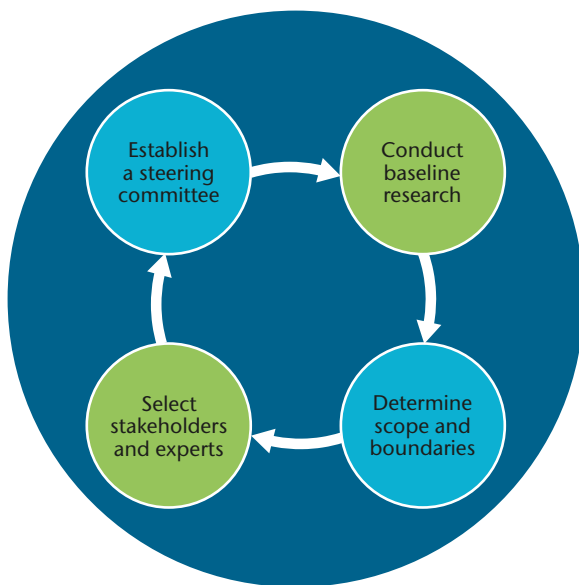 Establish
a steering
committee
Conduct
baseline
research
Determine
scope and
boundaries
Select
stakeholders
and experts